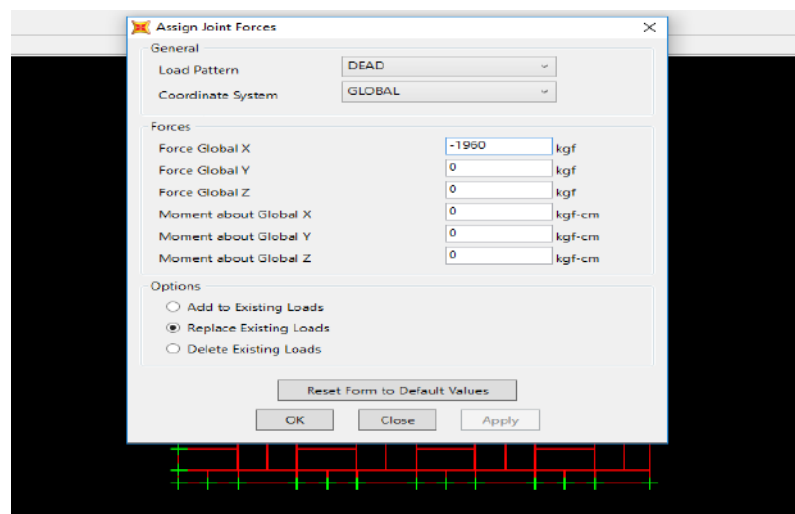 Assign Joint Forces
General
Load Pattern DEAD
Coordinate System GLOBAL
Forces
Force Global X -1960 kgf
Force Global Y 0 kgf
Force Global Z 0 kgf
Moment about Global X 0 kgf-cm
Moment about Global Y 0 kgf-cm
Moment about Global Z 0 kgf-cm
Options
Add to Existing Loads
Replace Existing Loads
Delete Existing Loads
Reset Form to Default Values
OK Close Apply